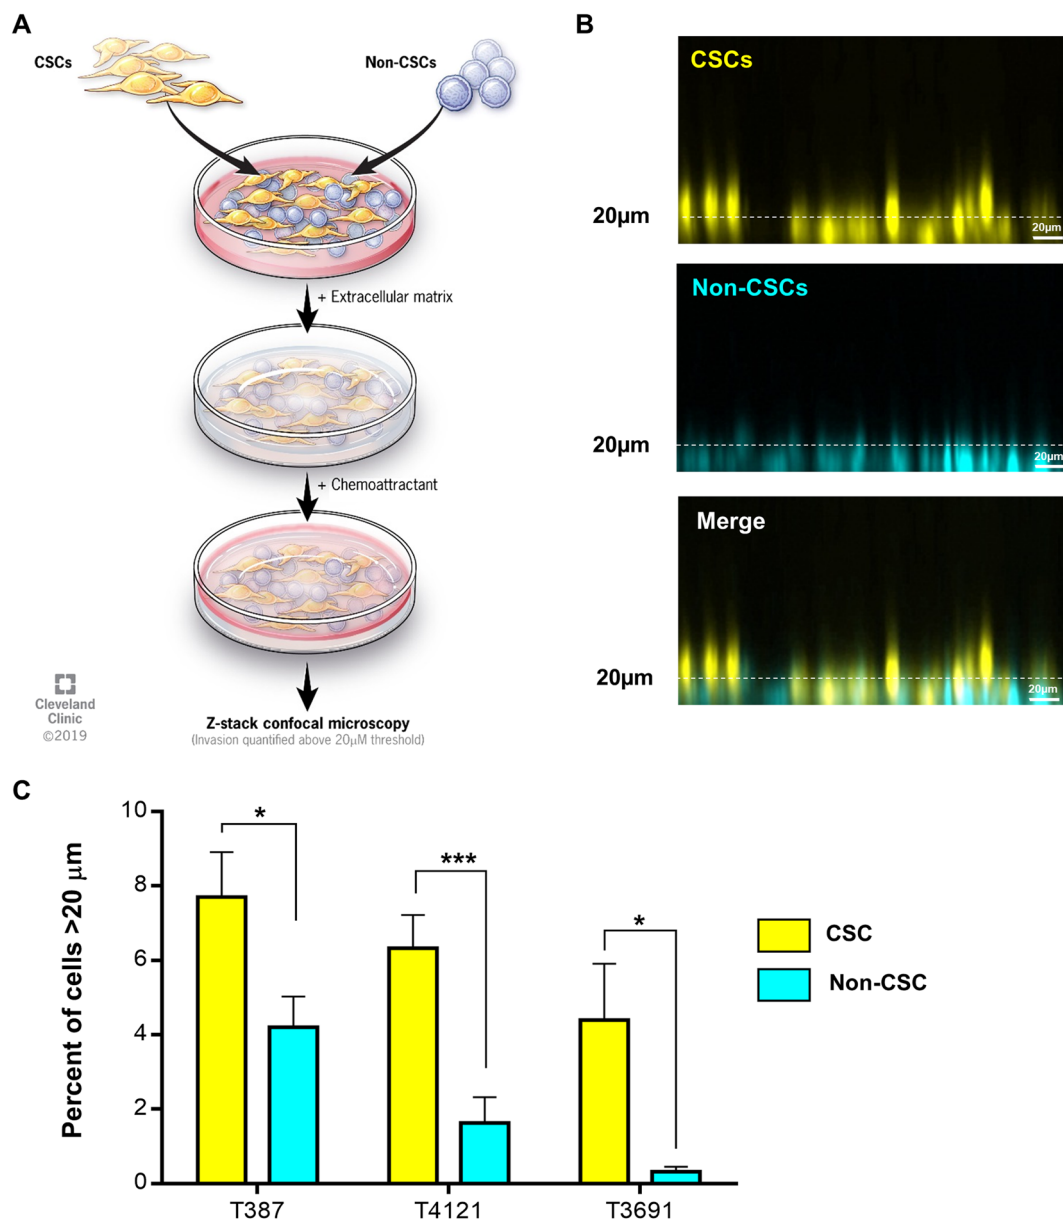 A
CSCs
Non-CSCs
+ Extracellular matrix
+ Chemoattractant
Cleveland
Clinic
©2019
Z-stack confocal microscopy
(Invasion quantified above 20µM threshold)
B
CSCs
20µm
20µm
Non-CSCs
20µm
20µm
Merge
20µm
20µm
C
Percent of cells >20 µm
10
8
6
4
2
0
*
***
*
T387
T4121
T3691
CSC
Non-CSC